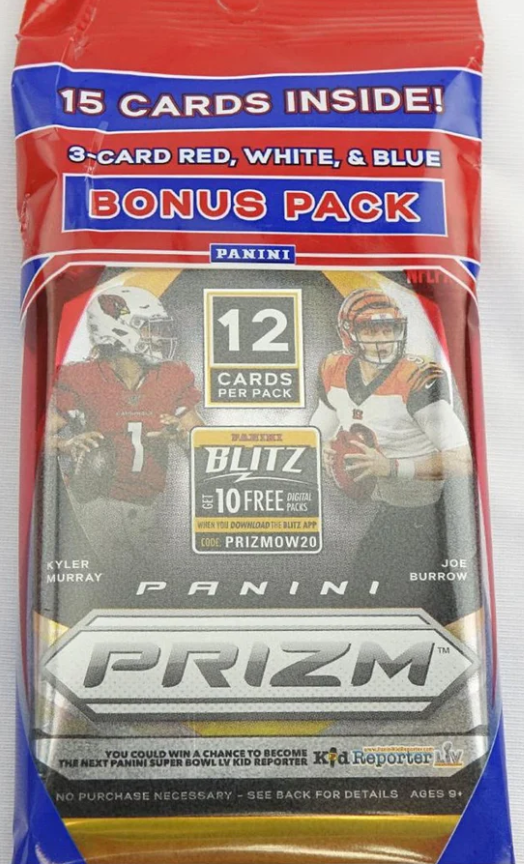 15 CARDS INSIDE!
3-CARD RED, WHITE, & BLUE
BONUS PACK
PANINI
12
CARDS
PER PACK
1
PANINI
BLITZ
GET 10 FREE DIGITAL PACKS
WHEN YOU DOWNLOAD THE BLITZ APP
CODE: PRIZMOW20
KYLER
MURRAY
JOE
BURROW
PANINI
PRIZM™
YOU COULD WIN A CHANCE TO BECOME
THE NEXT PANINI SUPER BOWL LV KID REPORTER
Kid Reporter LV
NO PURCHASE NECESSARY - SEE BACK FOR DETAILS AGES 9+